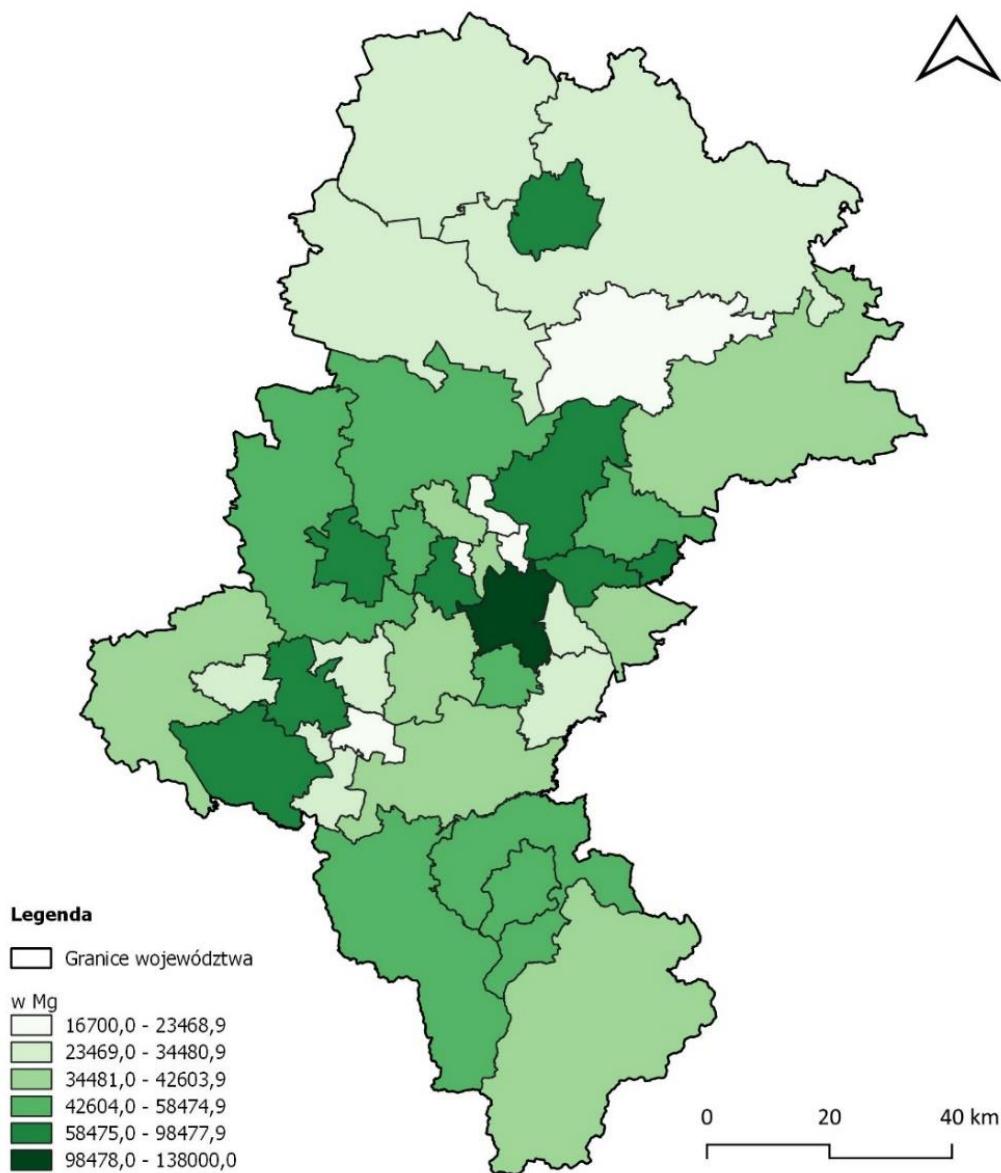 Legenda
Granice województwa
w Mg
16700,0 - 23468,9
23469,0 - 34480,9
34481,0 - 42603,9
42604,0 - 58474,9
58475,0 - 98477,9
98478,0 - 138000,0
0 20 40 km